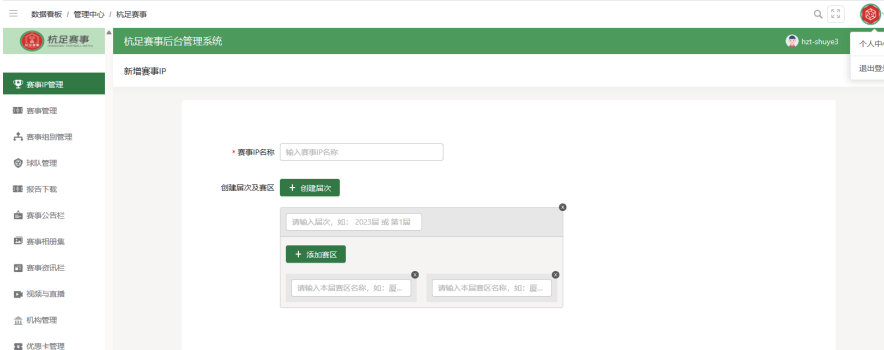 数据看板 / 管理中心 / 杭足赛事
杭足赛事
杭足赛事后台管理系统
hzt-shuye3
个人中
退出登
新增赛事IP
赛事IP管理
赛事管理
赛事组别管理
球队管理
报告下载
赛事公告栏
赛事相册集
赛事资讯栏
视频与直播
机构管理
优惠卡管理
* 赛事IP名称 输入赛事IP名称
创建届次及赛区 + 创建届次
请输入届次，如： 2023届 或 第1届
+ 添加赛区
请输入本届赛区名称，如：
请输入本届赛区名称，如：